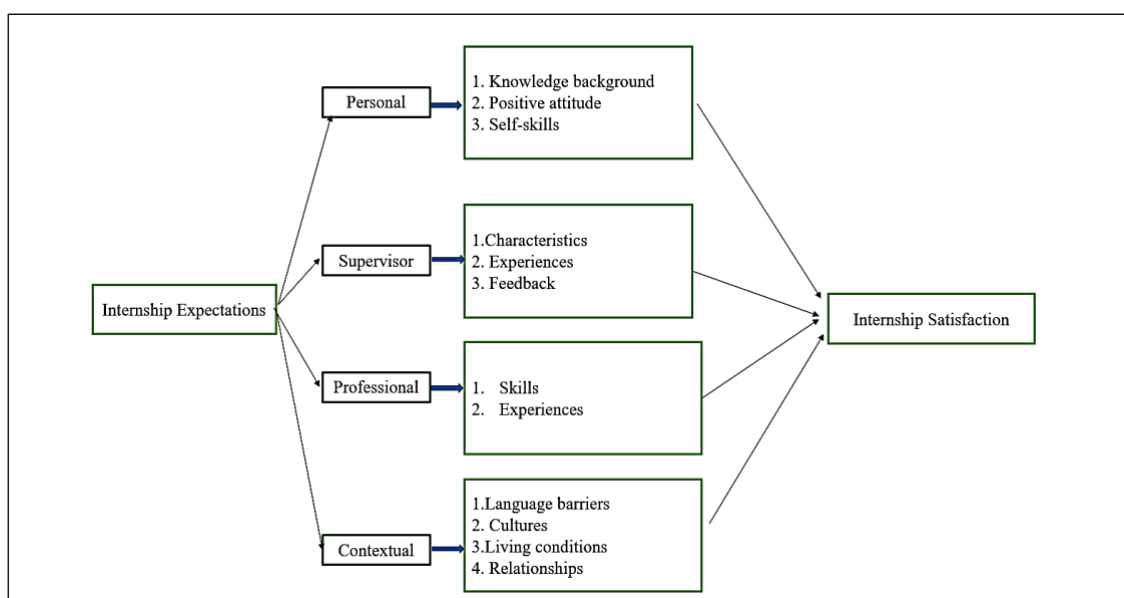 Internship Expectations
Personal
1. Knowledge background
2. Positive attitude
3. Self-skills
Supervisor
1.Characteristics
2. Experiences
3. Feedback
Professional
1. Skills
2. Experiences
Contextual
1.Language barriers
2. Cultures
3.Living conditions
4. Relationships
Internship Satisfaction